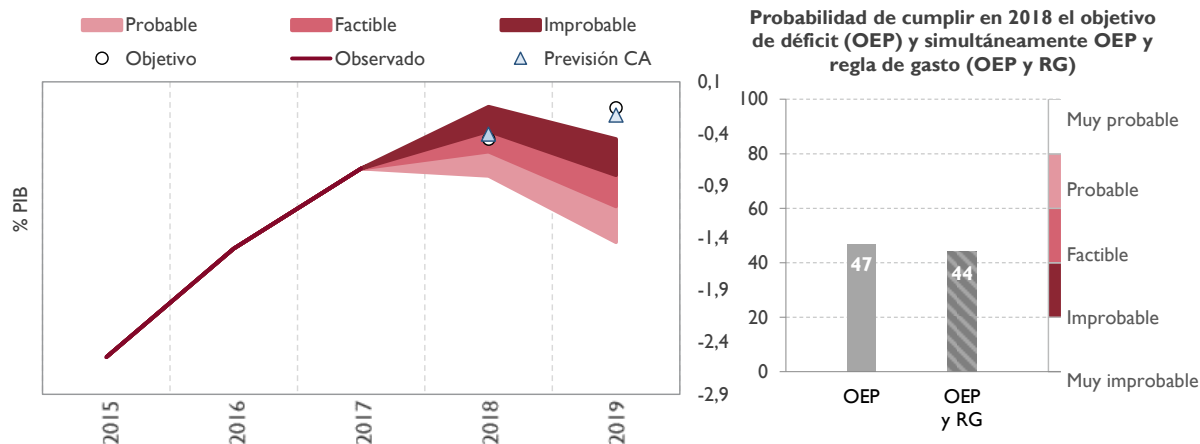 Probable
Factible
Improbable
Objetivo
Observado
Previsión CA
% PIB
0,1
-0,4
-0,9
-1,4
-1,9
-2,4
-2,9
2015
2016
2017
2018
2019
Probabilidad de cumplir en 2018 el objetivo
de déficit (OEP) y simultáneamente OEP y
regla de gasto (OEP y RG)
100
80
60
40
20
0
47
44
OEP
OEP
y RG
Muy probable
Probable
Factible
Improbable
Muy improbable